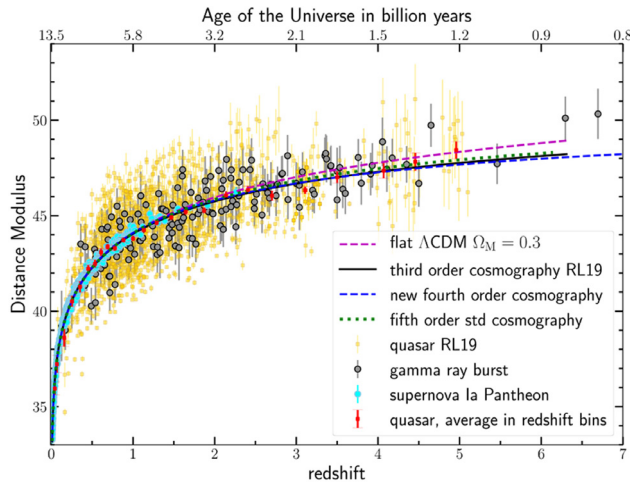 Age of the Universe in billion years
13.5 5.8 3.2 2.1 1.5 1.2 0.9 0.8
Distance Modulus
50
45
40
35
flat ΛCDM Ω_M = 0.3
third order cosmography RL19
new fourth order cosmography
fifth order std cosmography
quasar RL19
gamma ray burst
supernova Ia Pantheon
quasar, average in redshift bins
0 1 2 3 4 5 6 7
redshift